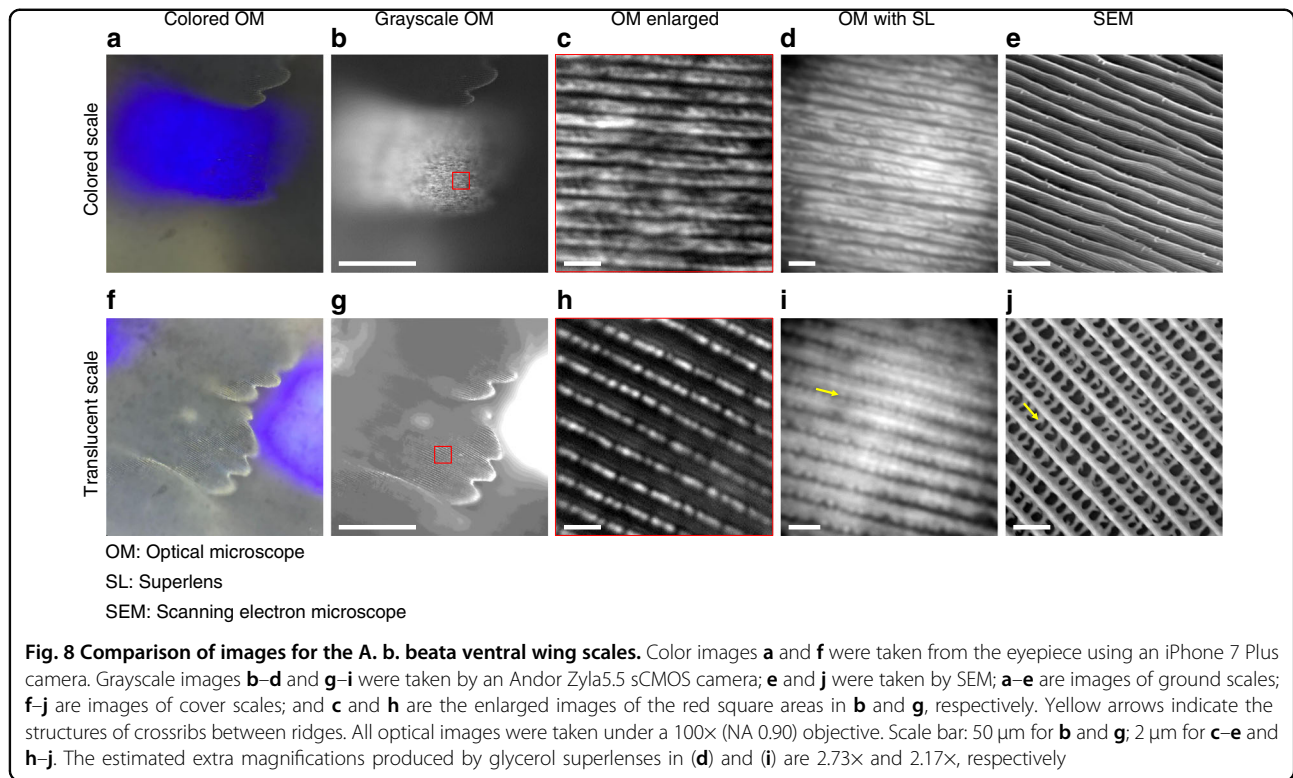 Colored OM Grayscale OM OM enlarged OM with SL SEM
a b c d e
Colored scale
f g h i j
Translucent scale
OM: Optical microscope
SL: Superlens
SEM: Scanning electron microscope
Fig. 8 Comparison of images for the A. b. beata ventral wing scales. Color images a and f were taken from the eyepiece using an iPhone 7 Plus
camera. Grayscale images b–d and g–i were taken by an Andor Zyla5.5 sCMOS camera; e and j were taken by SEM; a–e are images of ground scales;
f–j are images of cover scales; and c and h are the enlarged images of the red square areas in b and g, respectively. Yellow arrows indicate the
structures of crossribs between ridges. All optical images were taken under a 100× (NA 0.90) objective. Scale bar: 50 μm for b and g; 2 μm for c–e and
h–j. The estimated extra magnifications produced by glycerol superlenses in (d) and (i) are 2.73× and 2.17×, respectively